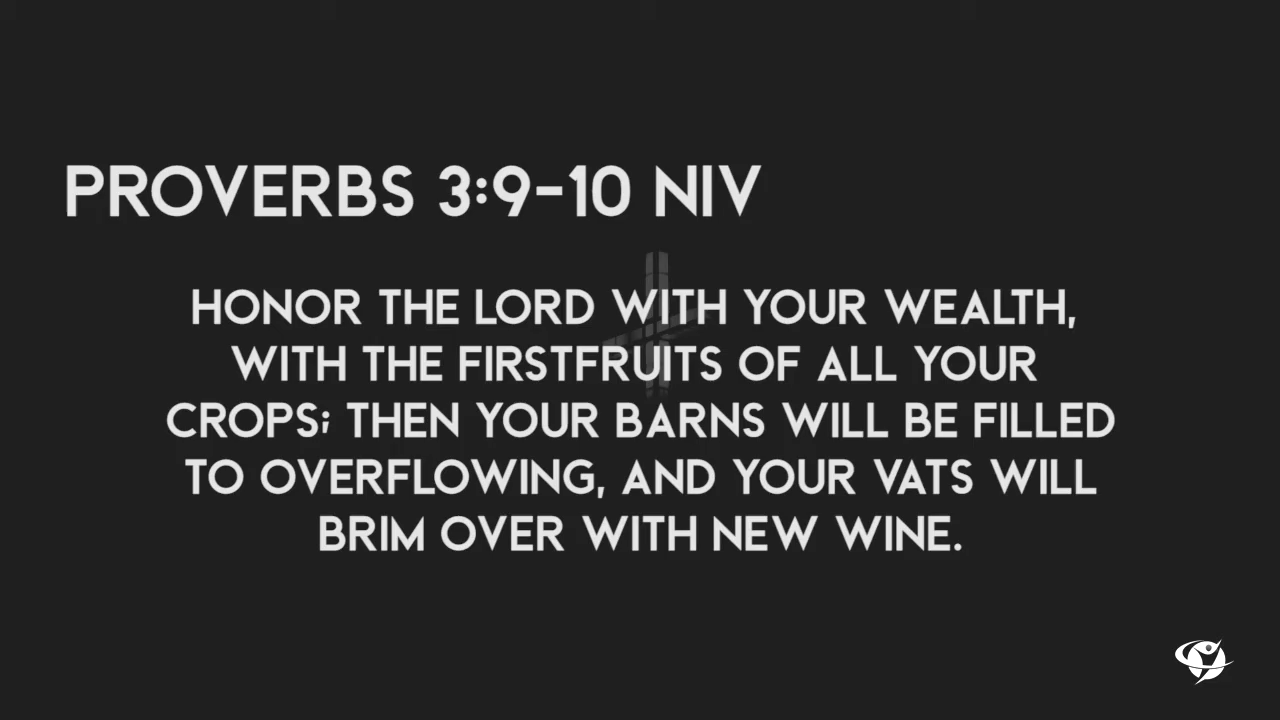 PROVERBS 3:9-10 NIV
HONOR THE LORD WITH YOUR WEALTH,
WITH THE FIRSTFRUITS OF ALL YOUR
CROPS; THEN YOUR BARNS WILL BE FILLED
TO OVERFLOWING, AND YOUR VATS WILL
BRIM OVER WITH NEW WINE.